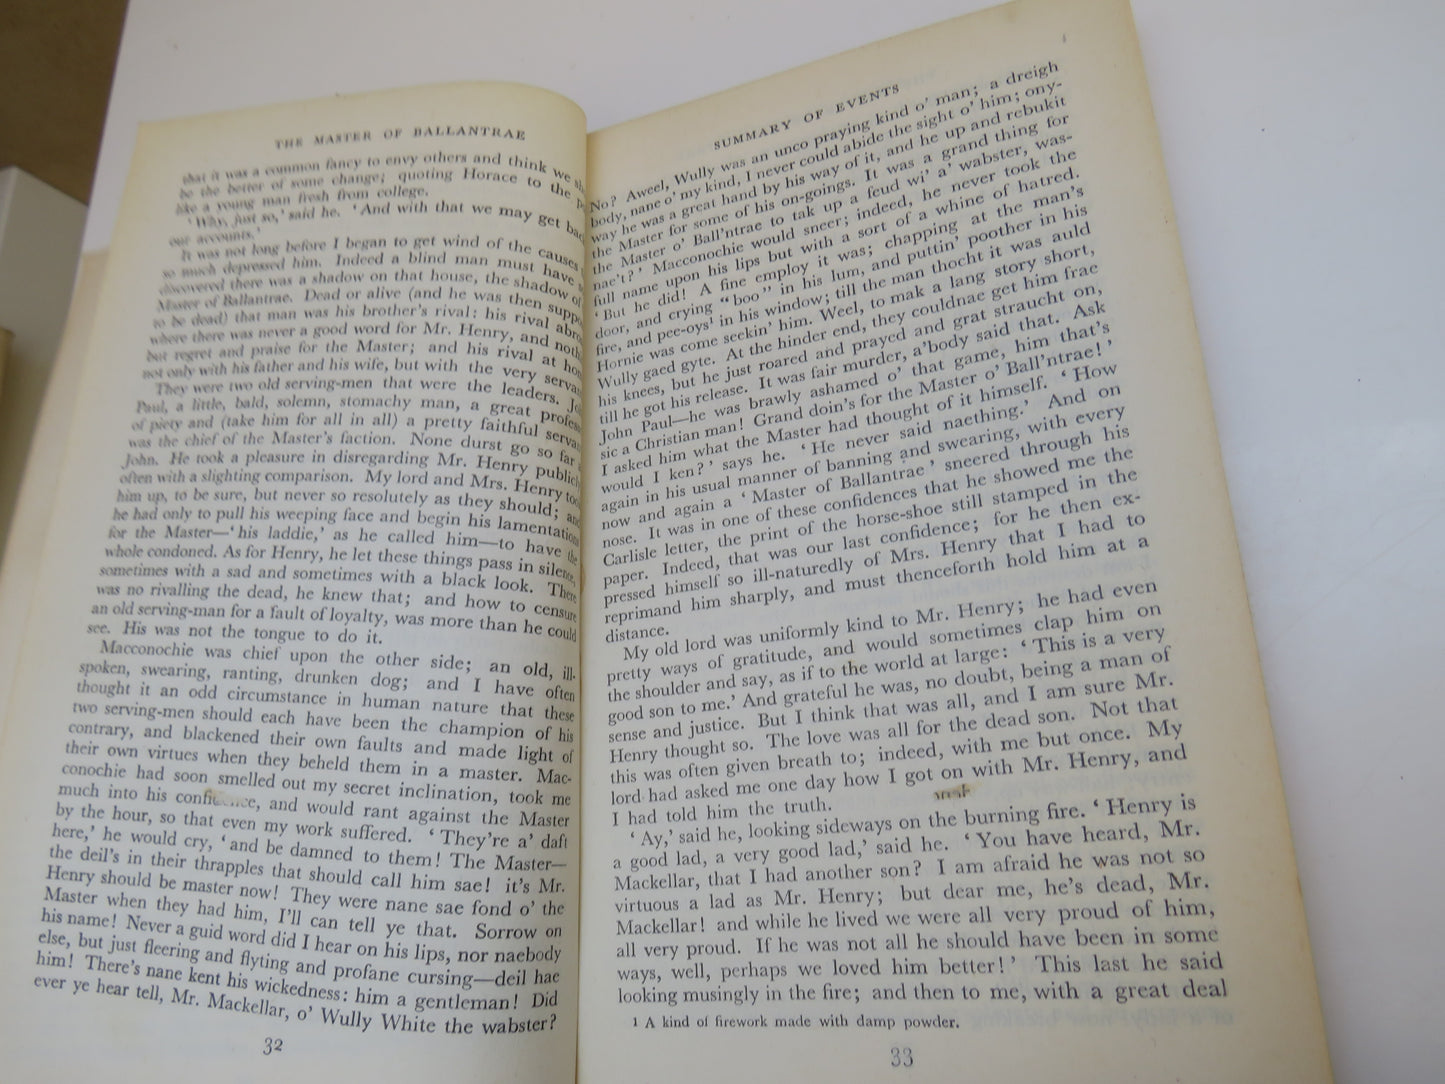 THE MASTER OF BALLANTRAE
that it was a common fancy to envy others and think we
be the better of some change; quoting Horace to the
like a young man fresh from college.
‘Why, just so,’ said he. ‘And with that we may get
our accounts.’
It was not long before I began to get wind of the causes
so much depressed him. Indeed a blind man must have
discovered there was a shadow on that house, the shadow of
Master of Ballantrae. Dead or alive (and he was then
to be dead) that man was his brother’s rival: his rival
where there was never a good word for Mr. Henry, and
but regret and praise for the Master; and his rival at
not only with his father and his wife, but with the very
They were two old serving-men that were the leaders.
Paul, a little, bald, solemn, stomachy man, a great
of piety and (take him for all in all) a pretty faithful
was the chief of the Master’s faction. None durst go so far
John. He took a pleasure in disregarding Mr. Henry
often with a slighting comparison. My lord and Mrs. Henry
him up, to be sure, but never so resolutely as they should;
he had only to pull his weeping face and begin his lamentations
for the Master—‘his laddie,’ as he called him—to have the
whole condoned. As for Henry, he let these things pass in silence,
sometimes with a sad and sometimes with a black look. There
was no rivalling the dead, he knew that; and how to censure
an old serving-man for a fault of loyalty, was more than he could
see. His was not the tongue to do it.
Macconochie was chief upon the other side; an old, ill-
spoken, swearing, ranting, drunken dog; and I have often
thought it an odd circumstance in human nature that these
two serving-men should each have been the champion of his
contrary, and blackened their own faults and made light of
their own virtues when they beheld them in a master. Mac-
conochie had soon smelled out my secret inclination, took me
much into his and would rant against the Master
by the hour, so that even my work suffered. ‘They’re a’ daft
here,’ he would cry, ‘and be damned to them! The Master—
the deil’s in their thrapples that should call him sae! it’s Mr.
Henry should be master now! They were nane sae fond o’ the
Master when they had him, I’ll can tell ye that. Sorrow on
his name! Never a guid word did I hear on his lips, nor naebody
else, but just fleering and flyting and profane cursing—deil hae
him! There’s nane kent his wickedness: him a gentleman! Did
ever ye hear tell, Mr. Mackellar, o’ Wully White the wabster?
32
SUMMARY OF EVENTS
No? Aweel, Wully was an unco praying kind o’ man; a dreigh
body, nane o’ my kind, I never could abide the sight o’ him; ony-
way he was a great hand by his way of it, and he up and rebukit
the Master for some of his on-goings. It was a grand thing for
the Master o’ Ball’ntrae to tak up a feud wi’ a’ wabster, was-
nae’t?’ Macconochie would sneer; indeed, he never took the
full name upon his lips but with a sort of a whine of hatred.
‘But he did! A fine employ it was; chapping at the man’s
door, and crying “boo” in his lum, and puttin’ poother in his
fire, and pee-oys¹ in his window; till the man thocht it was auld
Hornie was come seekin’ him. Weel, to mak a lang story short,
Wully gaed gyte. At the hinder end, they couldnae get him frae
his knees, but he just roared and prayed and grat straucht on,
till he got his release. It was fair murder, a’body said that. Ask
John Paul—he was brawly ashamed o’ that game, him that’s
sic a Christian man! Grand doin’s for the Master o’ Ball’ntrae!’
I asked him what the Master had thought of it himself. ‘How
would I ken?’ says he. ‘He never said naething.’ And on
again in his usual manner of banning and swearing, with every
now and again a ‘Master of Ballantrae’ sneered through his
nose. It was in one of these confidences that he showed me the
Carlisle letter, the print of the horse-shoe still stamped in the
paper. Indeed, that was our last confidence; for he then ex-
pressed himself so ill-naturedly of Mrs. Henry that I had to
reprimand him sharply, and must thenceforth hold him at a
distance.
My old lord was uniformly kind to Mr. Henry; he had even
pretty ways of gratitude, and would sometimes clap him on
the shoulder and say, as if to the world at large: ‘This is a very
good son to me.’ And grateful he was, no doubt, being a man of
sense and justice. But I think that was all, and I am sure Mr.
Henry thought so. The love was all for the dead son. Not that
this was often given breath to; indeed, with me but once. My
lord had asked me one day how I got on with Mr. Henry, and
I had told him the truth.
‘Ay,’ said he, looking sideways on the burning fire. ‘Henry is
a good lad, a very good lad,’ said he. ‘You have heard, Mr.
Mackellar, that I had another son? I am afraid he was not so
virtuous a lad as Mr. Henry; but dear me, he’s dead, Mr.
Mackellar! and while he lived we were all very proud of him,
all very proud. If he was not all he should have been in some
ways, well, perhaps we loved him better!’ This last he said
looking musingly in the fire; and then to me, with a great deal
1 A kind of firework made with damp powder.
33